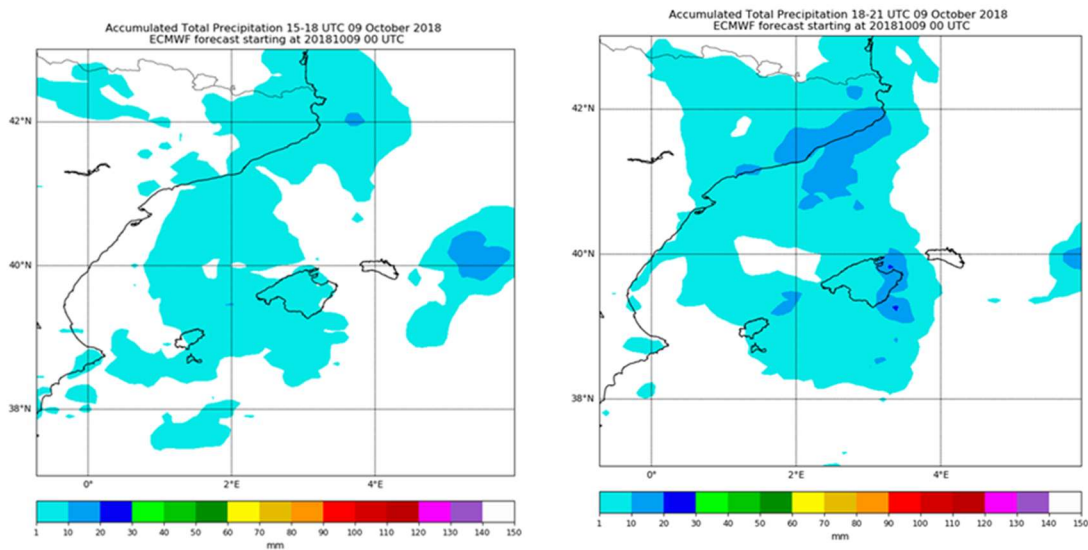 Accumulated Total Precipitation 15-18 UTC 09 October 2018
ECMWF forecast starting at 20181009 00 UTC
42°N
40°N
38°N
0°
2°E
4°E
1 10 20 30 40 50 60 70 80 90 100 110 120 130 140 150
mm
Accumulated Total Precipitation 18-21 UTC 09 October 2018
ECMWF forecast starting at 20181009 00 UTC
42°N
40°N
38°N
0°
2°E
4°E
1 10 20 30 40 50 60 70 80 90 100 110 120 130 140 150
mm